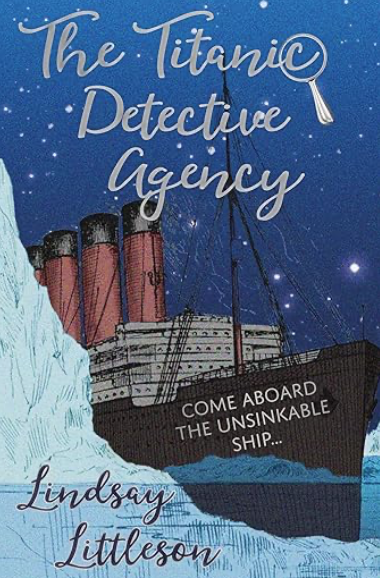 The Titanic
Detective
Agency
COME ABOARD
THE UNSINKABLE
SHIP...
Lindsay
Littleson